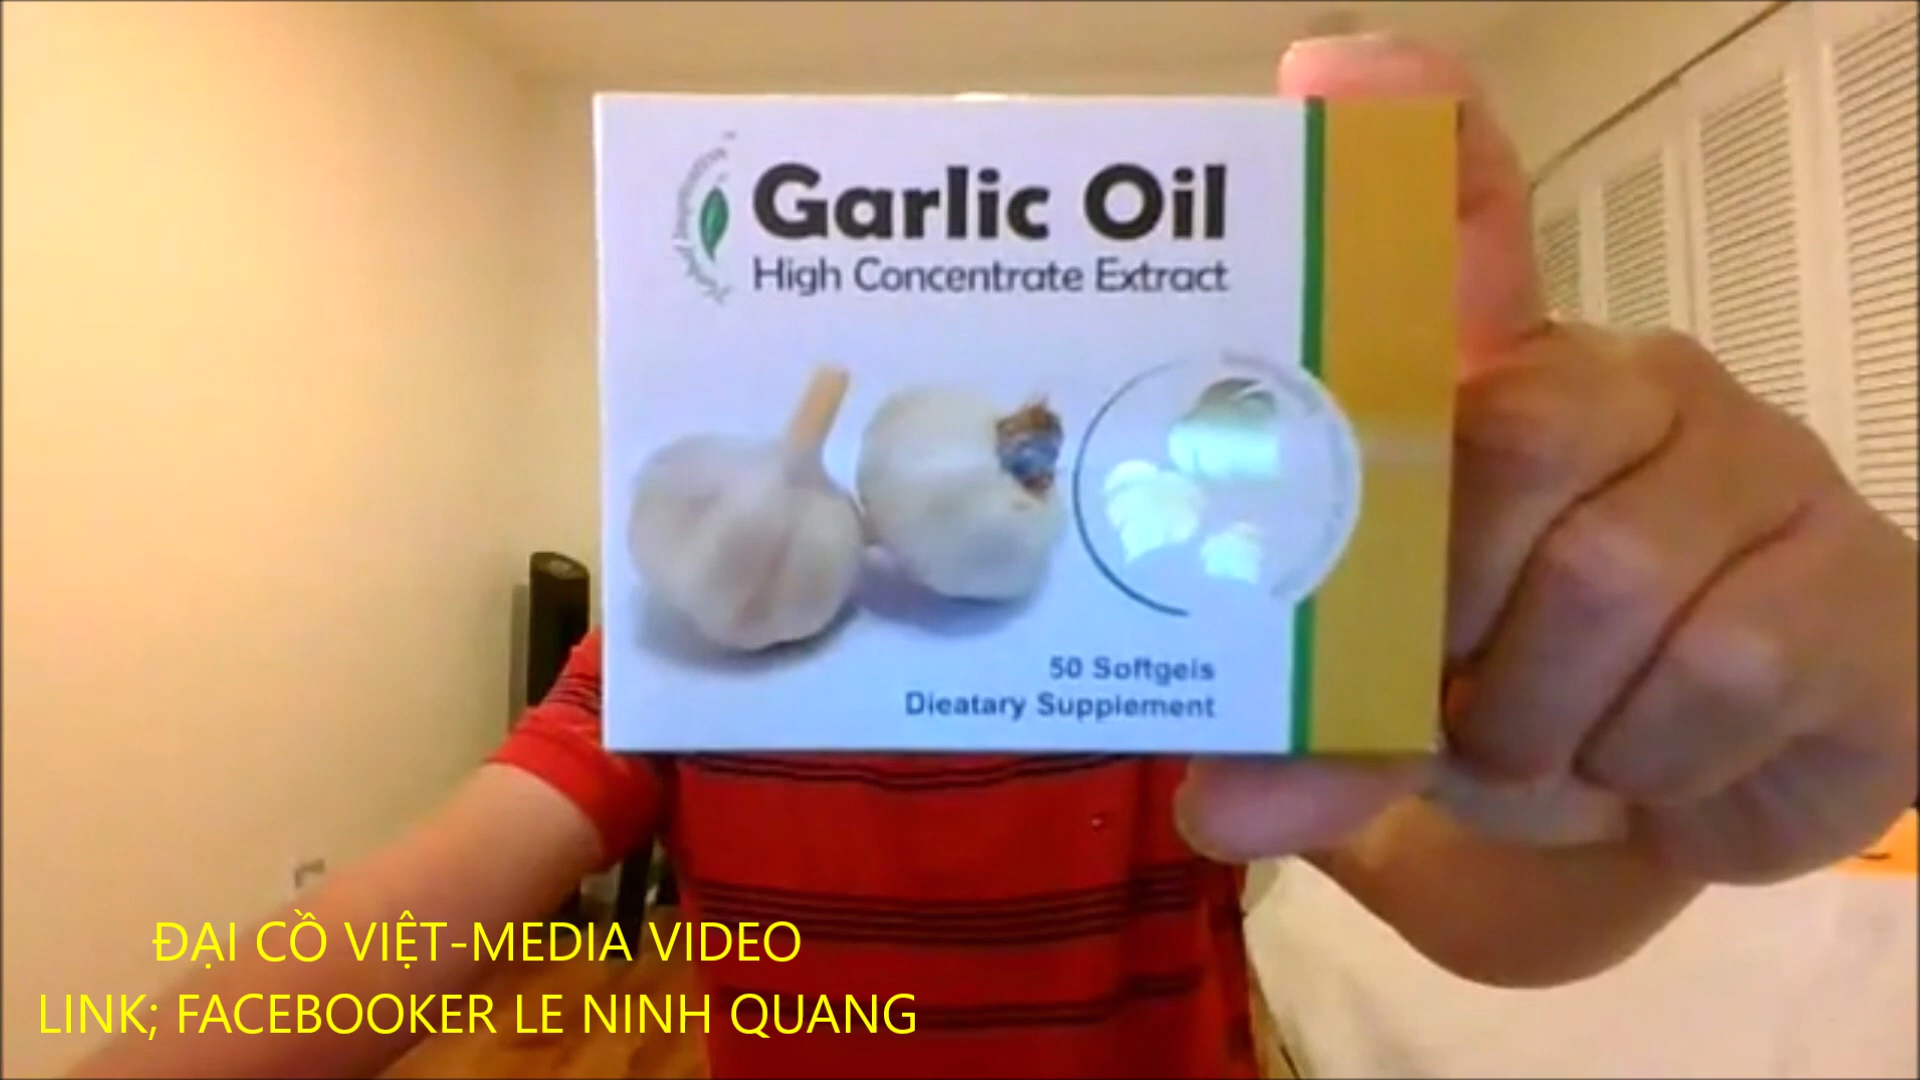 Garlic Oil
High Concentrate Extract
50 Softgels
Dieatary Supplement
ĐẠI CỒ VIỆT-MEDIA VIDEO
LINK; FACEBOOKER LE NINH QUANG